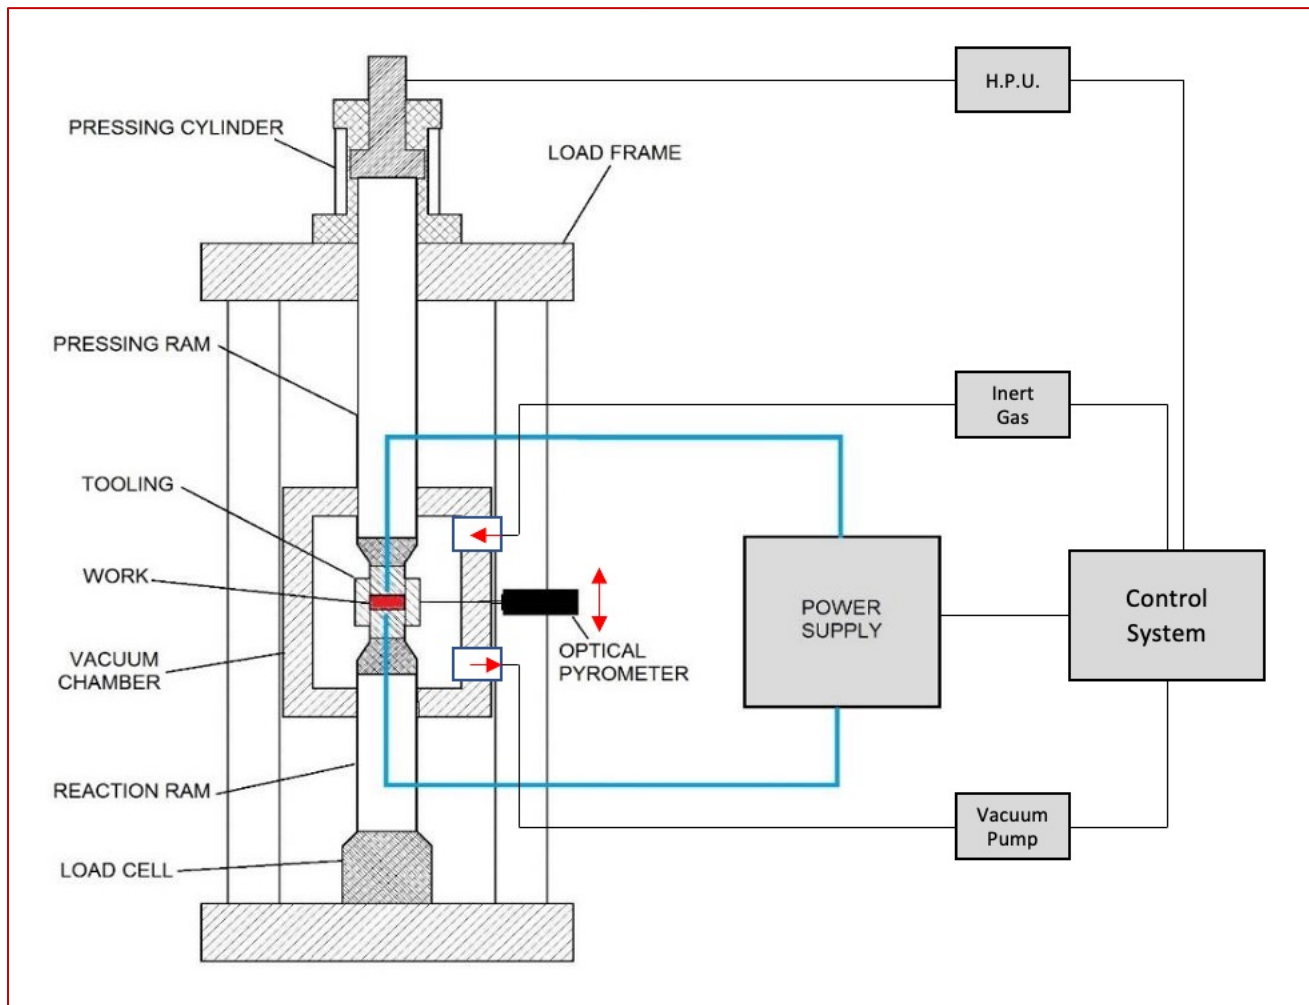 H.P.U.
PRESSING CYLINDER
LOAD FRAME
PRESSING RAM
Inert
Gas
TOOLING
WORK
VACUUM
CHAMBER
OPTICAL
PYROMETER
POWER
SUPPLY
Control
System
REACTION RAM
Vacuum
Pump
LOAD CELL